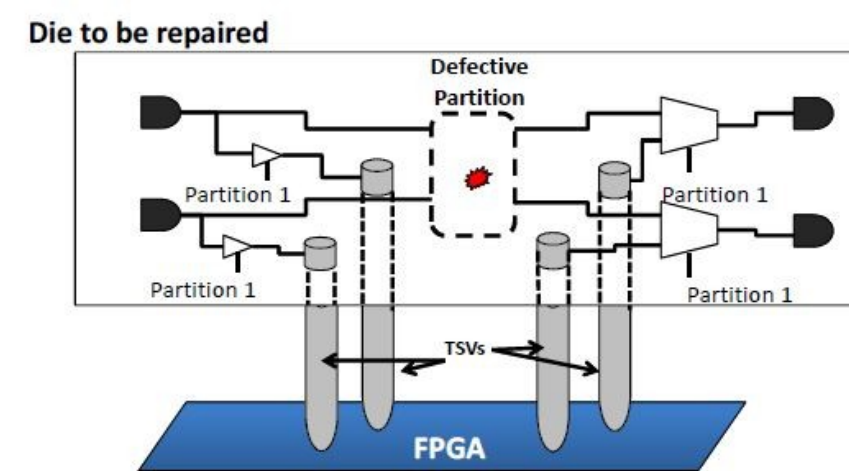 Die to be repaired
Defective
Partition
Partition 1
Partition 1
Partition 1
Partition 1
TSVs
FPGA